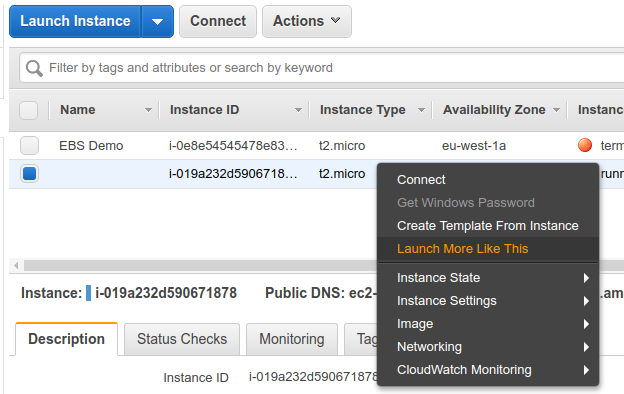 Launch Instance Connect Actions
Filter by tags and attributes or search by keyword
Name Instance ID Instance Type Availability Zone Instanc
EBS Demo i-0e8e54545478e83... t2.micro eu-west-1a term
i-019a232d5906718... t2.micro runn
Connect
Get Windows Password
Create Template From Instance
Launch More Like This
Instance State
Instance Settings
Image
Networking
CloudWatch Monitoring
Instance: i-019a232d590671878 Public DNS: ec2- .am
Description Status Checks Monitoring Tag
Instance ID i-019a232d590671878